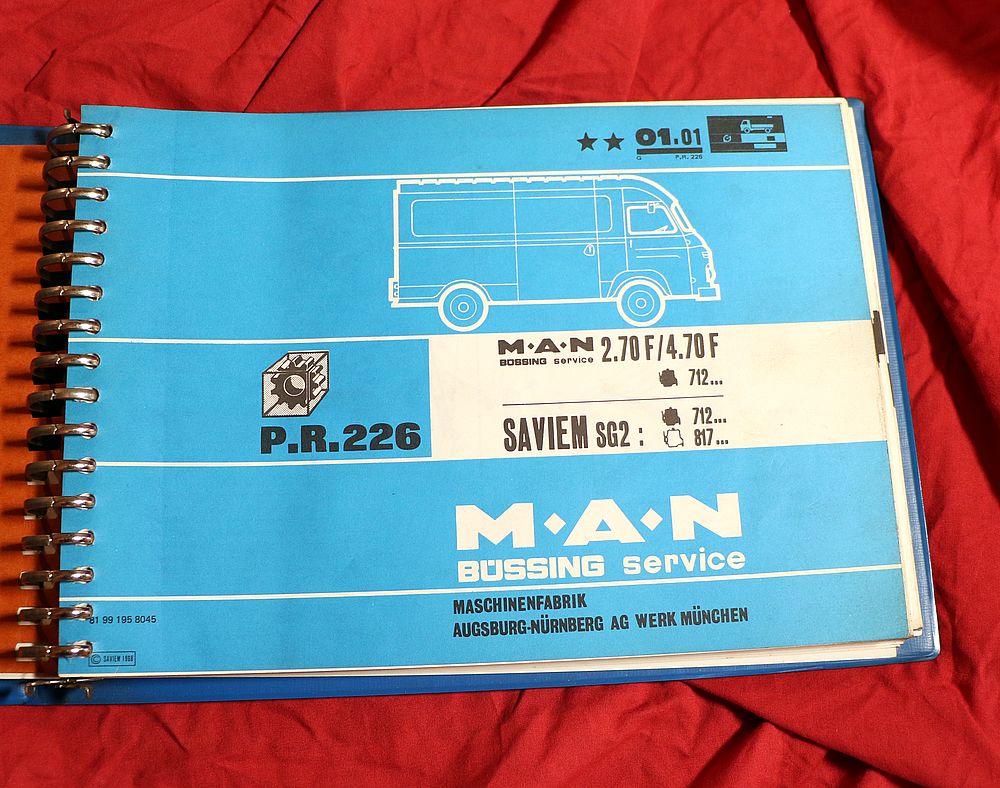 ★★ 01.01
G P.R. 226
M·A·N 2.70 F/4.70 F
BÜSSING service
712...
SAVIEM SG2 : 712...
817...
P.R.226
M·A·N
BÜSSING service
MASCHINENFABRIK
AUGSBURG-NÜRNBERG AG WERK MÜNCHEN
81 99 195 8045
© SAVIEM 1968